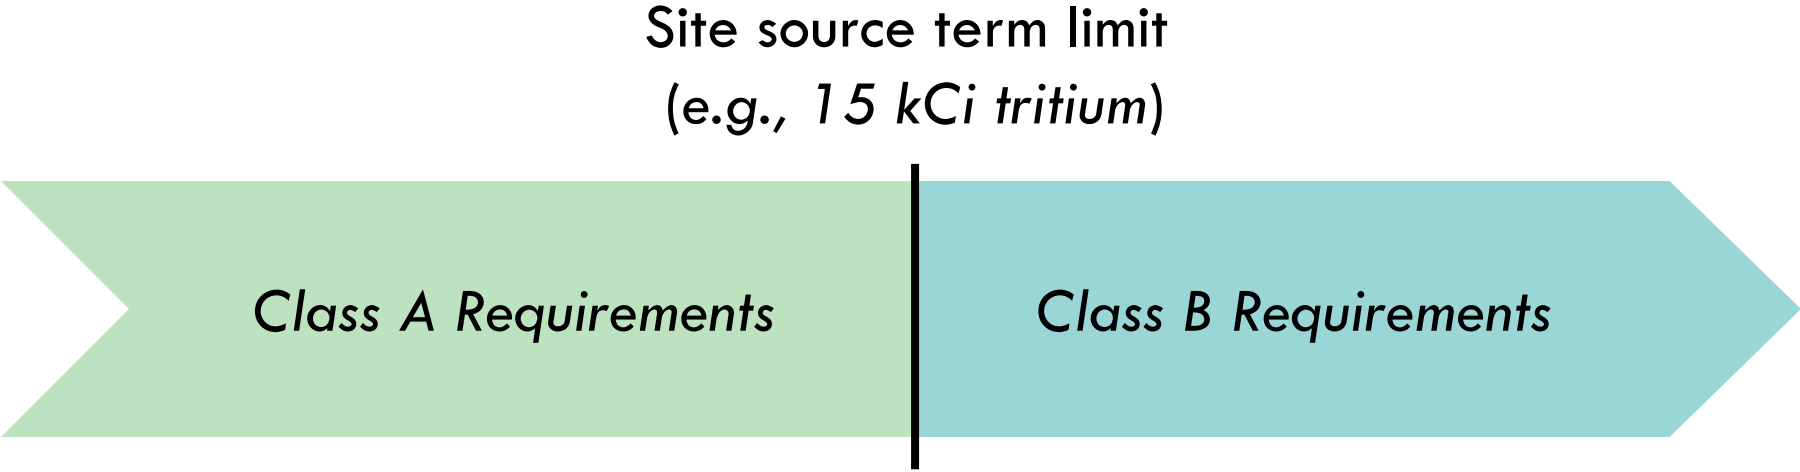 Site source term limit
(e.g., 15 kCi tritium)
Class A Requirements
Class B Requirements